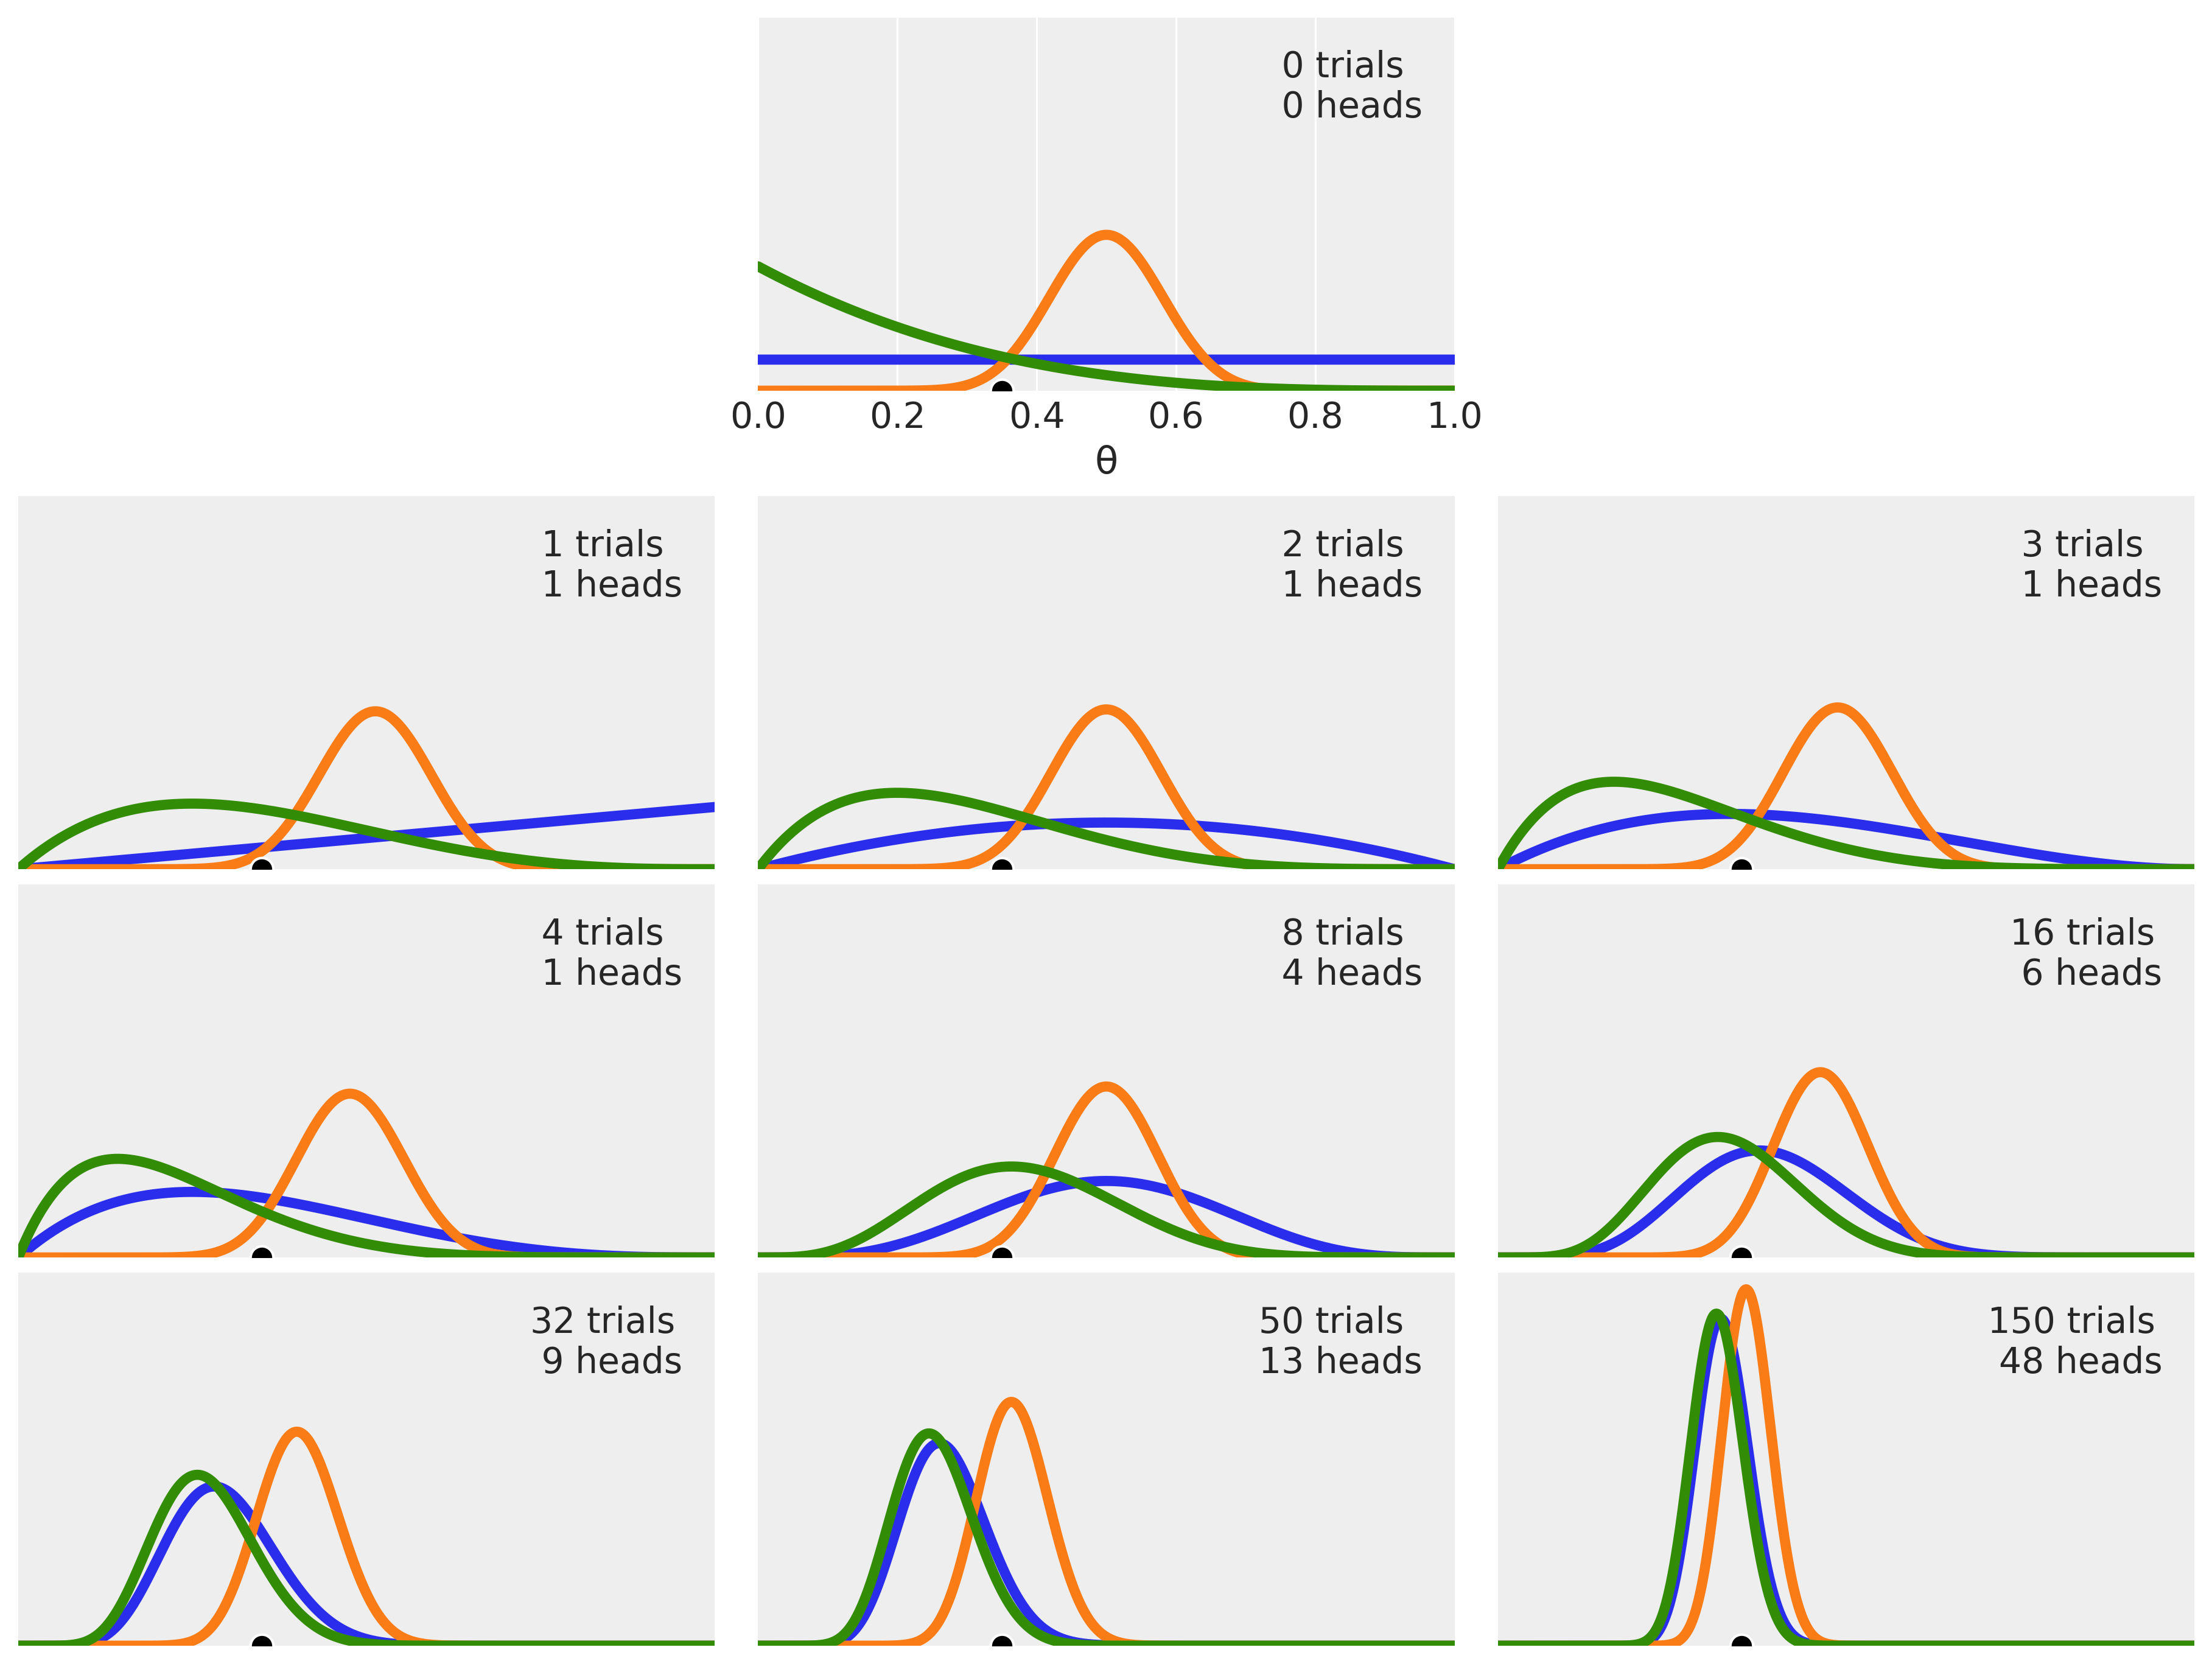 0 trials
0 heads
0.0 0.2 0.4 0.6 0.8 1.0
θ
1 trials
1 heads
2 trials
1 heads
3 trials
1 heads
4 trials
1 heads
8 trials
4 heads
16 trials
6 heads
32 trials
9 heads
50 trials
13 heads
150 trials
48 heads